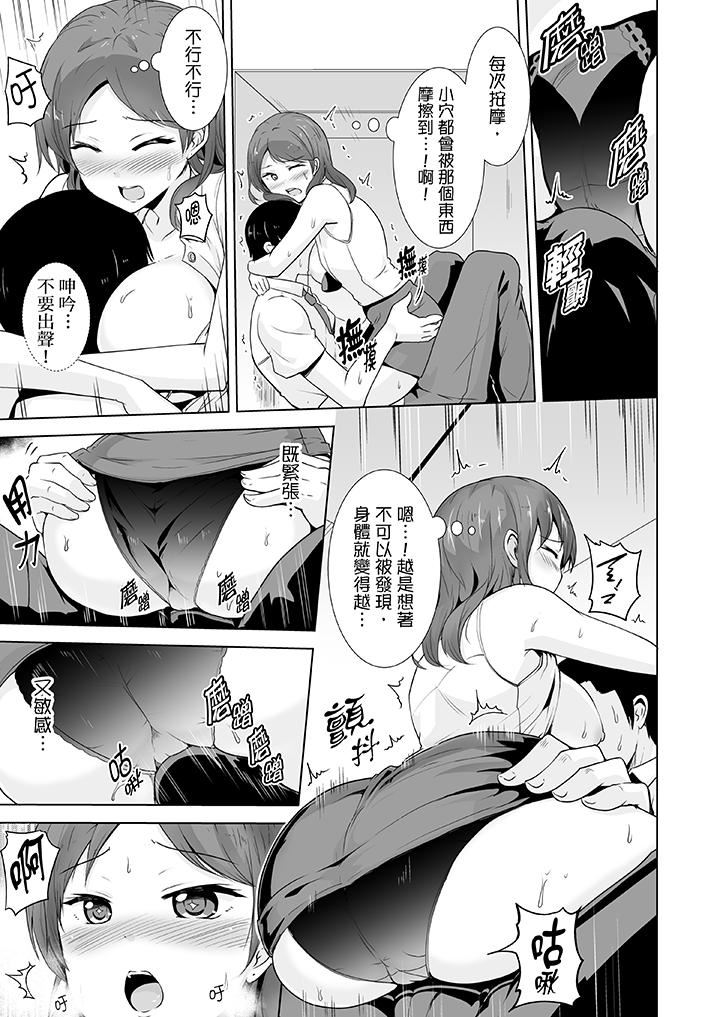 磨蹭
磨蹭
輕顫
每次按摩，
小穴都會被那個東西
摩擦到…！啊！
撫摸
撫摸
不行不行…
吁
嗯
呻吟…
不要出聲！
嗯…！越是想著
不可以被發現，
身體就變得越…
顫抖
咕啾
既緊張…
用力
磨蹭
磨蹭
又敏感…
磨蹭
磨蹭
咕啾
啊
吁
吁